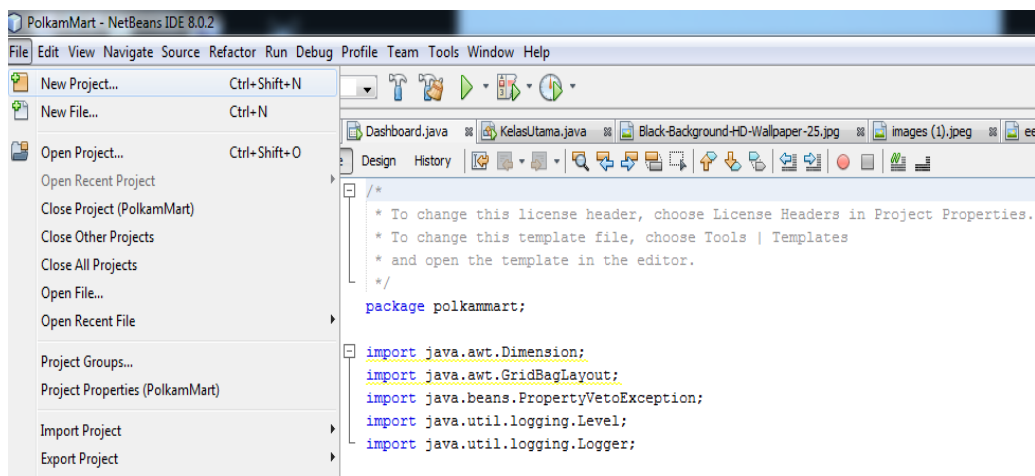 PolkamMart - NetBeans IDE 8.0.2
File Edit View Navigate Source Refactor Run Debug Profile Team Tools Window Help
New Project... Ctrl+Shift+N
New File... Ctrl+N
Open Project... Ctrl+Shift+O
Open Recent Project
Close Project (PolkamMart)
Close Other Projects
Close All Projects
Open File...
Open Recent File
Project Groups...
Project Properties (PolkamMart)
Import Project
Export Project
Dashboard.java KelasUtama.java Black-Background-HD-Wallpaper-25.jpg images (1).jpeg ee
Design History
/*
* To change this license header, choose License Headers in Project Properties.
* To change this template file, choose Tools | Templates
* and open the template in the editor.
*/
package polkammart;
import java.awt.Dimension;
import java.awt.GridBagLayout;
import java.beans.PropertyVetoException;
import java.util.logging.Level;
import java.util.logging.Logger;